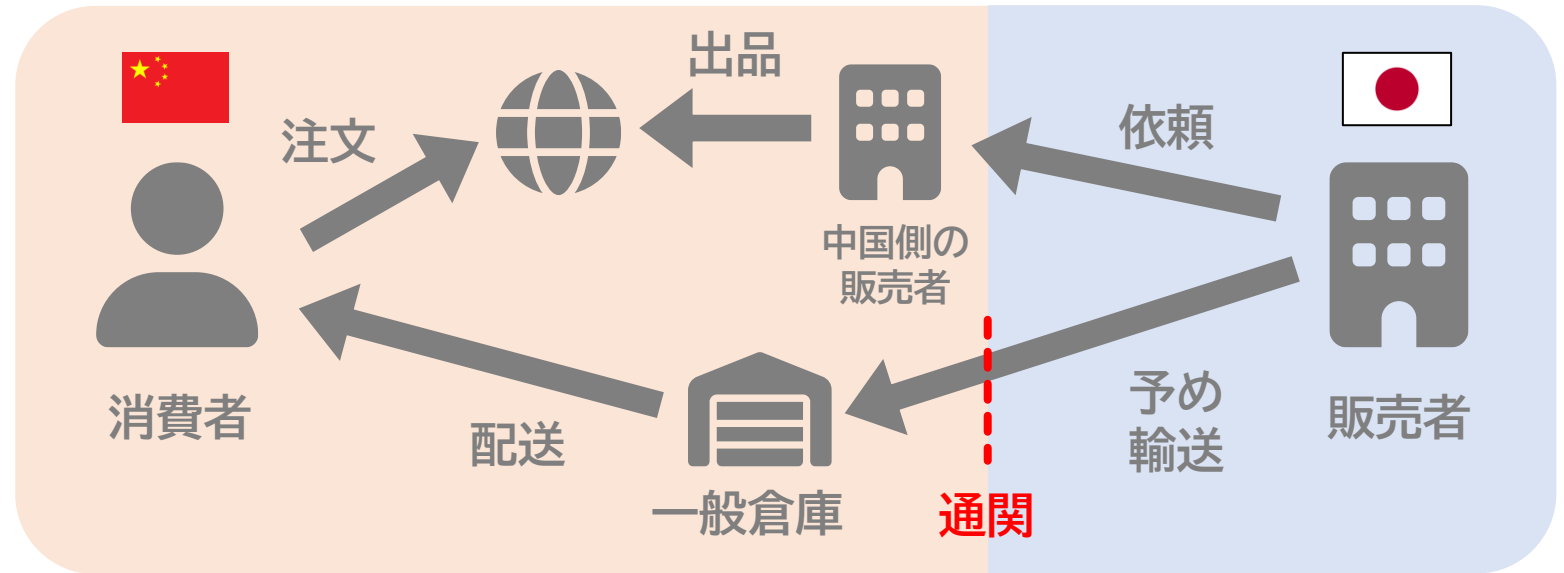 出品
注文
依頼
中国側の
販売者
消費者
配送
一般倉庫
予め
輸送
販売者
通関